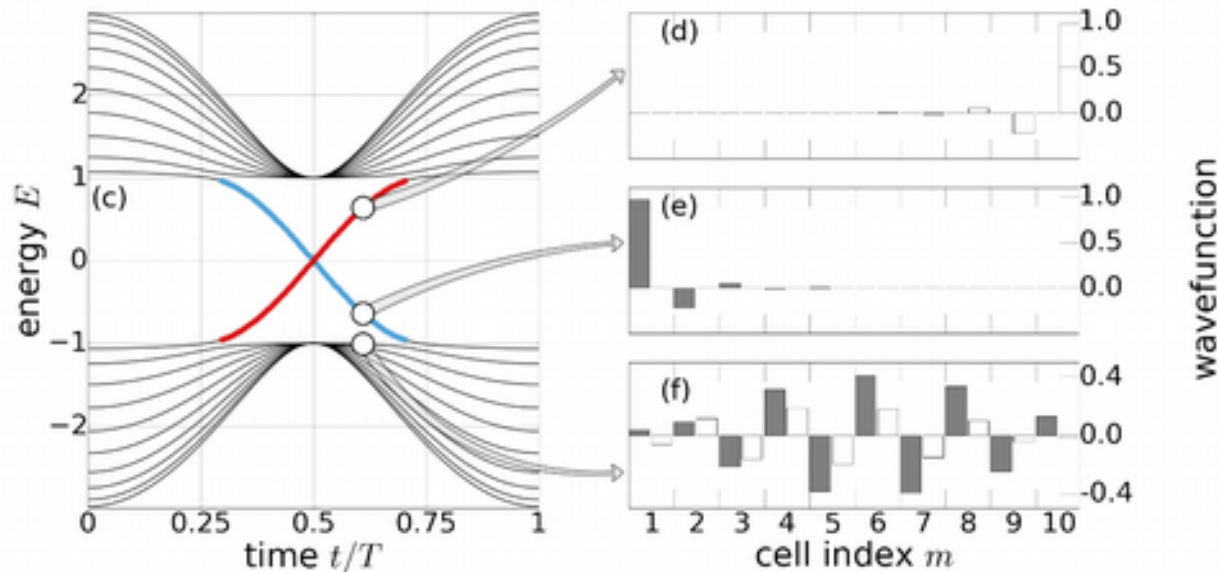 energy E
2
1
0
−1
−2
(c)
0 0.25 0.5 0.75 1
time t/T
(d)
1.0
0.5
0.0
(e)
1.0
0.5
0.0
(f)
0.4
0.0
-0.4
1 2 3 4 5 6 7 8 9 10
cell index m
wavefunction